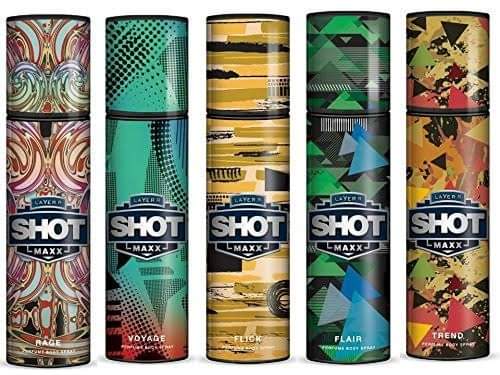 LAYER'R
SHOT
MAXX
RAGE
PERFUME BODY SPRAY
LAYER'R
SHOT
MAXX
VOYAGE
PERFUME BODY SPRAY
LAYER'R
SHOT
MAXX
FLICK
PERFUME BODY SPRAY
LAYER'R
SHOT
MAXX
FLAIR
PERFUME BODY SPRAY
LAYER'R
SHOT
MAXX
TREND
PERFUME BODY SPRAY